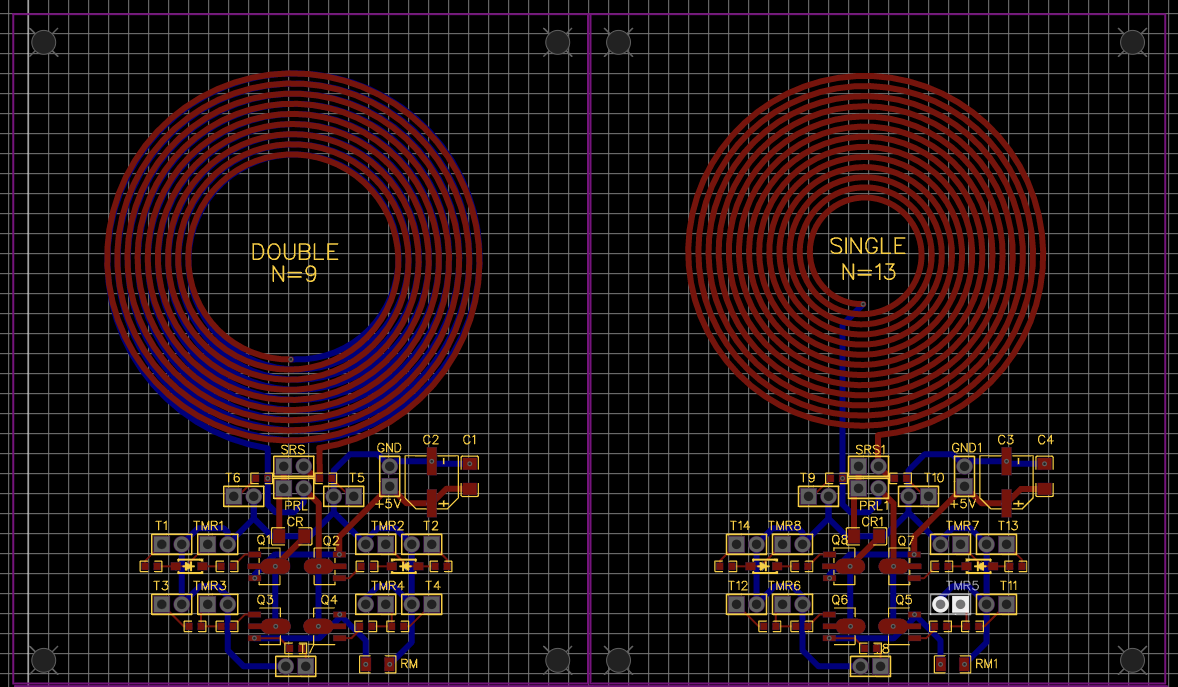 DOUBLE
N=9
SINGLE
N=13
SRS
GND
C2
C1
T6
T5
PRL
+5V
CR
T1
TMR1
Q1
Q2
TMR2
T2
T3
TMR3
TMR4
T4
Q3
Q4
RM
SRS1
GND1
C3
C4
T9
T10
PRL1
+5V
CR1
T14
TMR8
Q8
Q7
TMR7
T13
T12
TMR6
TMR5
T11
Q6
Q5
RM1